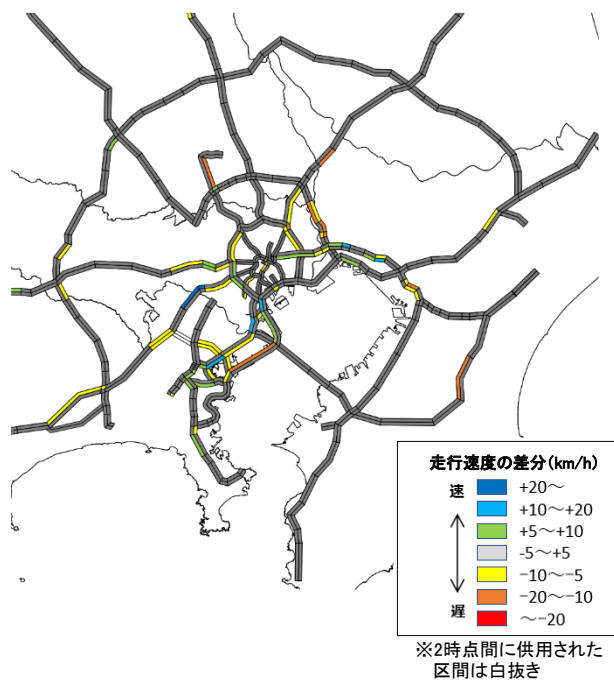 走行速度の差分(km/h)
速
+20～
+10～+20
+5～+10
-5～+5
-10～-5
-20～-10
遅
～-20
※2時点間に供用された
区間は白抜き